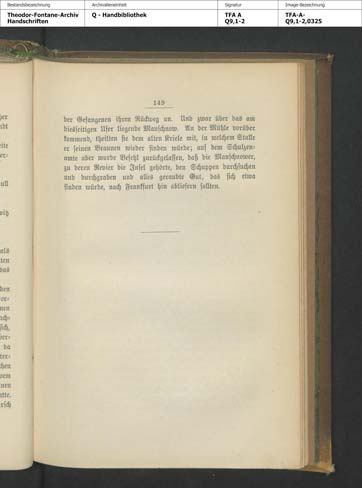 Bestandsbezeichnung
Theodor-Fontane-Archiv
Handschriften
Archivalieneinheit
Q - Handbibliothek
Signatur
TFA A
Q9,1-2
Image-Bezeichnung
TFA-A-
Q9,1-2,0325
149
der Gefangenen ihren Rückweg an. Und zwar über das am
diesseitigen Ufer liegende Manschnow. An der Mühle vorüber
kommend, theilten sie dem alten Kriele mit, in welchem Stalle
er seinen Braunen wieder finden würde; auf dem Schulzen-
amte aber wurde Befehl zurückgelassen, daß die Manschnower,
zu deren Revier die Insel gehörte, den Schuppen durchsuchen
und durchgraben und alles geraubte Gut, das sich etwa
finden würde, nach Frankfurt hin abliefern sollten.